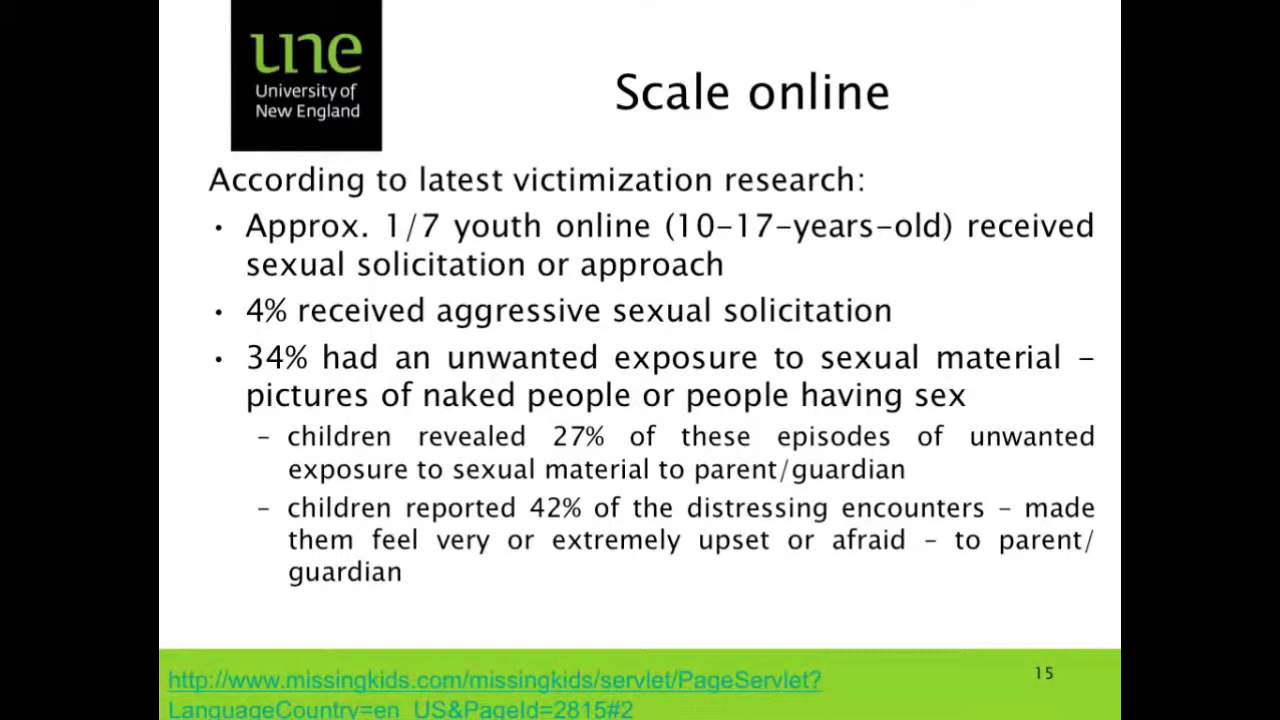 une
University of
New England
Scale online
According to latest victimization research:
• Approx. 1/7 youth online (10-17-years-old) received
sexual solicitation or approach
• 4% received aggressive sexual solicitation
• 34% had an unwanted exposure to sexual material –
pictures of naked people or people having sex
– children revealed 27% of these episodes of unwanted
exposure to sexual material to parent/guardian
– children reported 42% of the distressing encounters – made
them feel very or extremely upset or afraid – to parent/
guardian
http://www.missingkids.com/missingkids/servlet/PageServlet?
LanguageCountry=en_US&PageId=2815#2
15